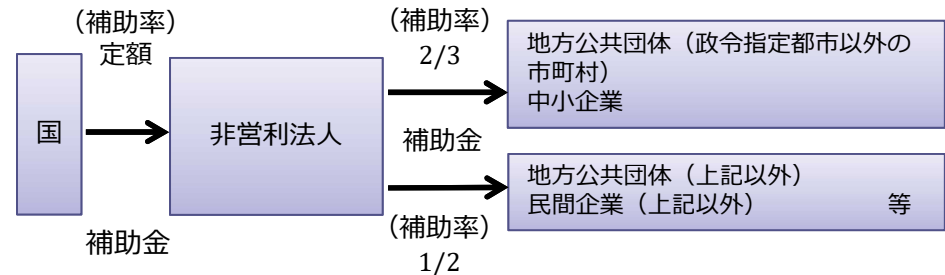 （補助率）
定額
国
補助金
非営利法人
（補助率）
2/3
補助金
（補助率）
1/2
地方公共団体（政令指定都市以外の
市町村）
中小企業
地方公共団体（上記以外）
民間企業（上記以外）　　　　　等